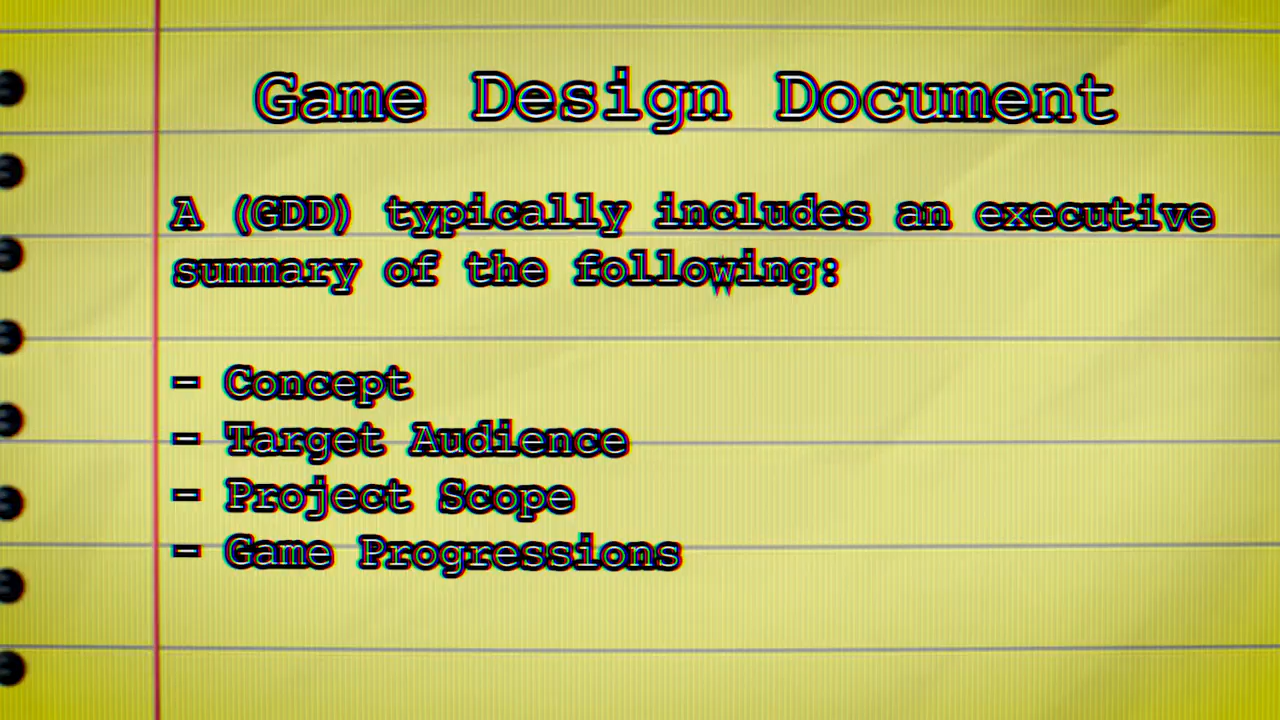 Game Design Document
A (GDD) typically includes an executive
summary of the following:
- Concept
- Target Audience
- Project Scope
- Game Progressions